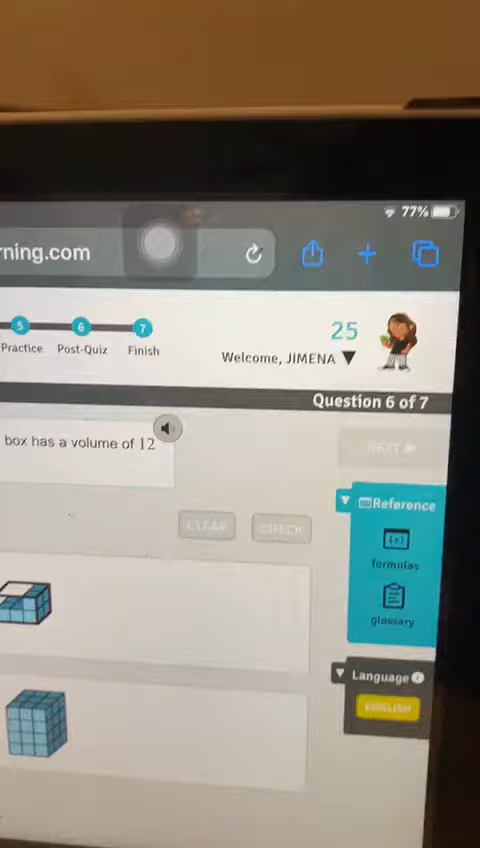 77%
rning.com
5
6
7
Practice Post-Quiz Finish
25
Welcome, JIMENA ▼
Question 6 of 7
box has a volume of 12
NEXT
CLEAR CHECK
Reference
formulas
glossary
Language
ENGLISH